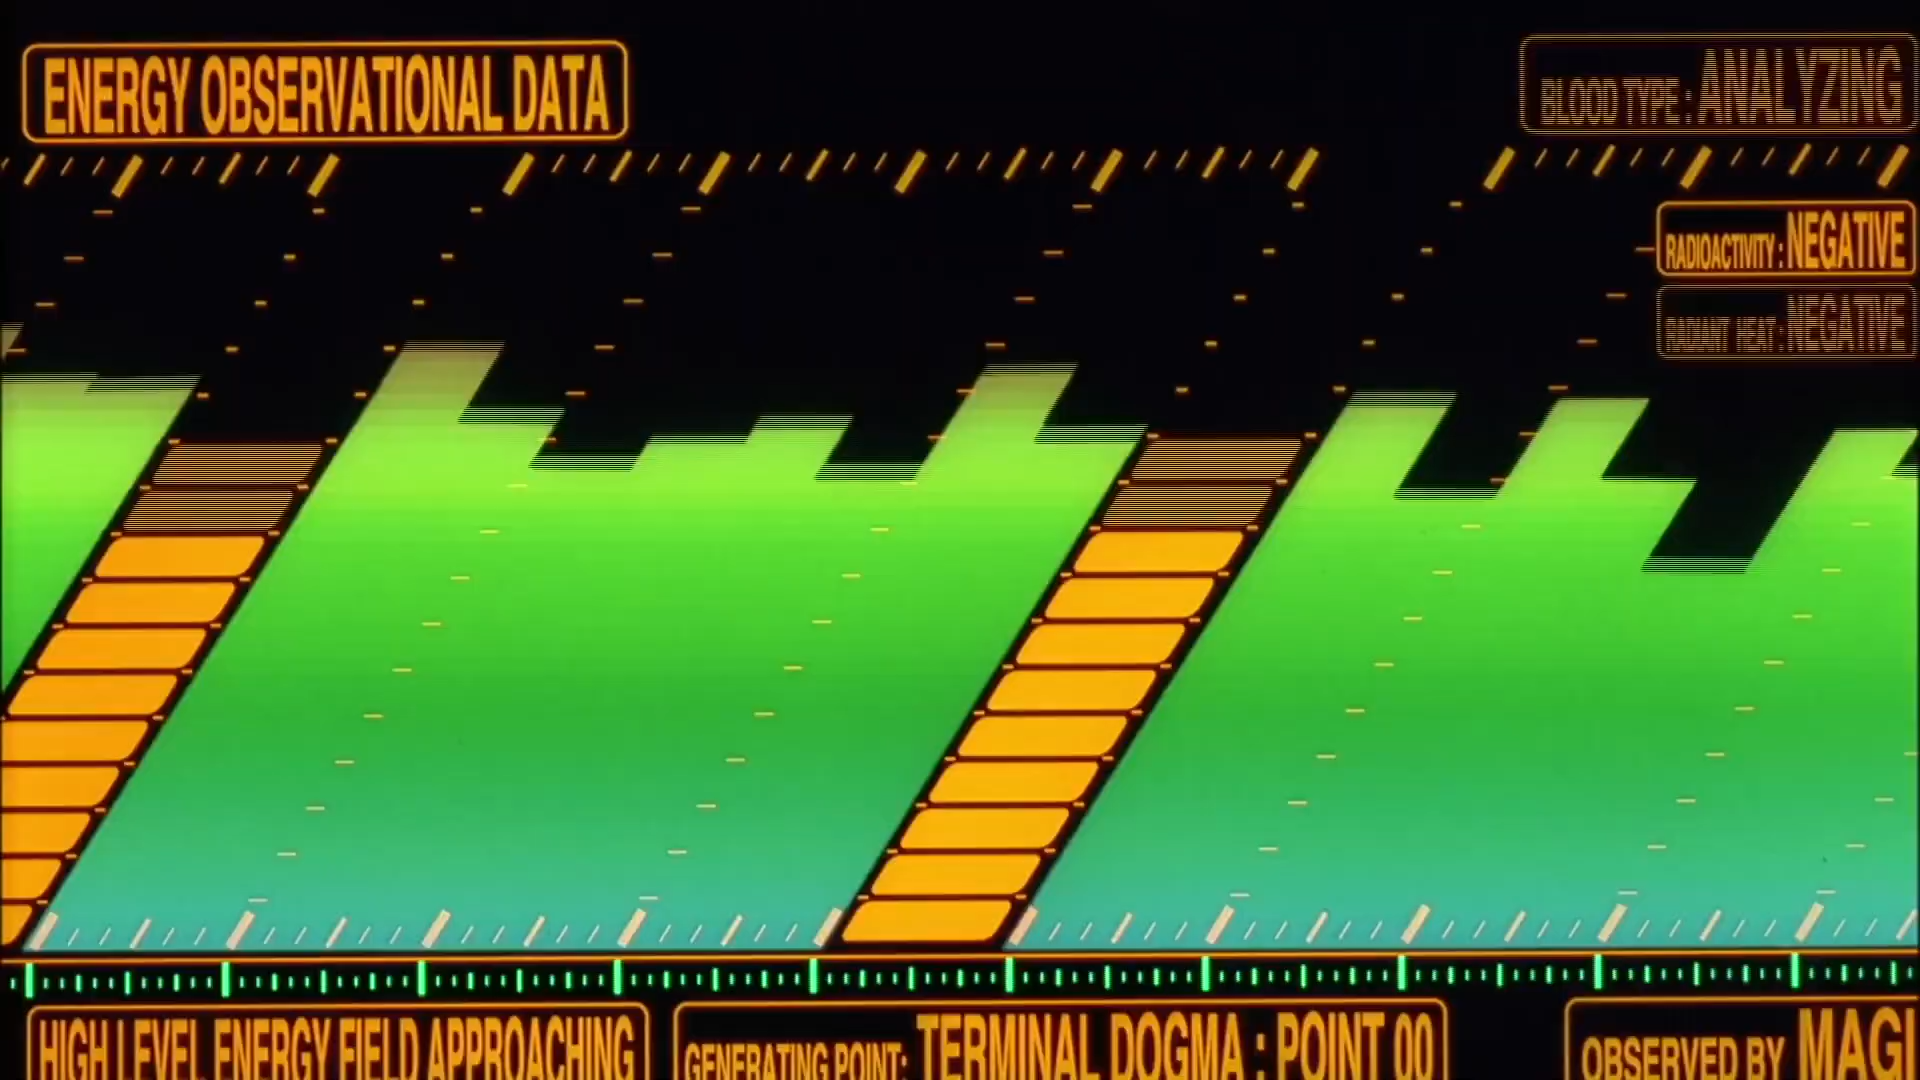 ENERGY OBSERVATIONAL DATA
BLOOD TYPE : ANALYZING
RADIOACTIVITY : NEGATIVE
RADIANT HEAT : NEGATIVE
HIGH LEVEL ENERGY FIELD APPROACHING
GENERATING POINT: TERMINAL DOGMA : POINT 00
OBSERVED BY MAGI